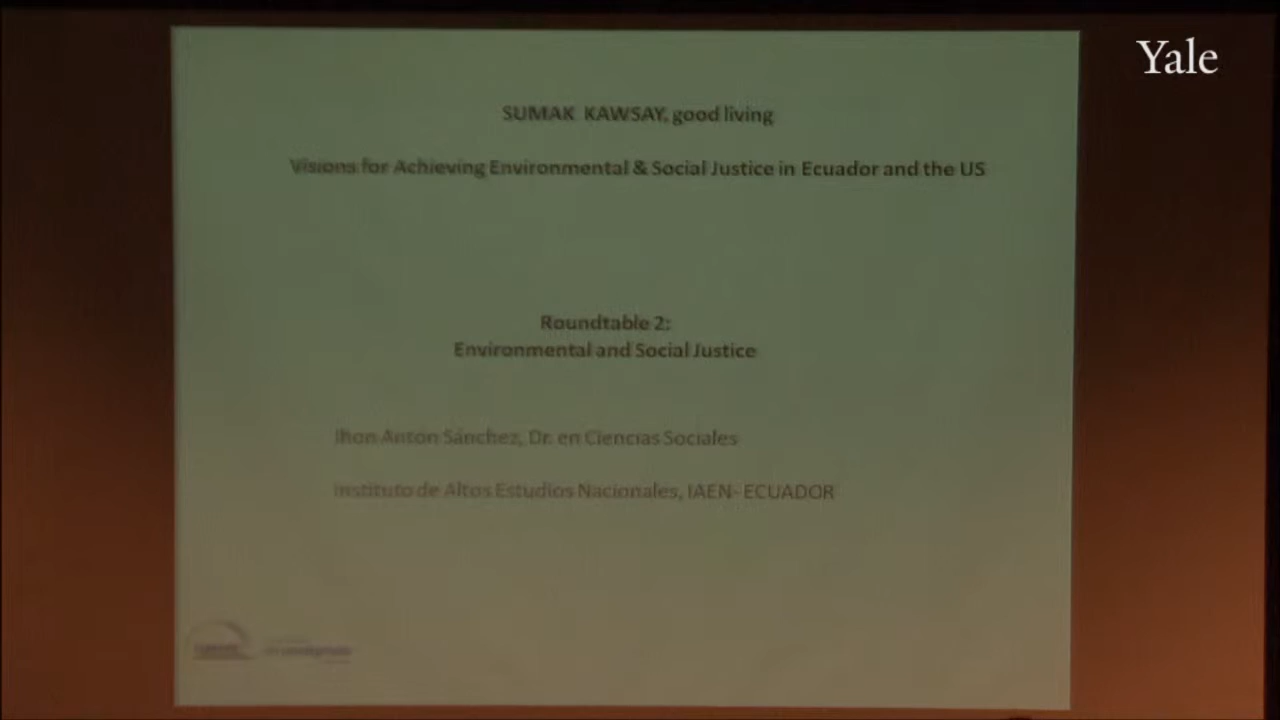 Yale
SUMAK KAWSAY, good living
Visions for Achieving Environmental & Social Justice in Ecuador and the US
Roundtable 2:
Environmental and Social Justice
Jhon Antón Sánchez, Dr. en Ciencias Sociales
Instituto de Altos Estudios Nacionales, IAEN- ECUADOR